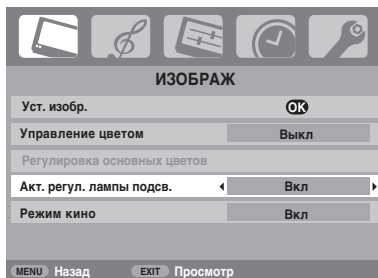 ИЗОБРАЖ
Уст. изобр. OK
Управление цветом Выкл
Регулировка основных цветов
Акт. регул. лампы подсв. Вкл
Режим кино Вкл
MENU Назад EXIT Просмотр